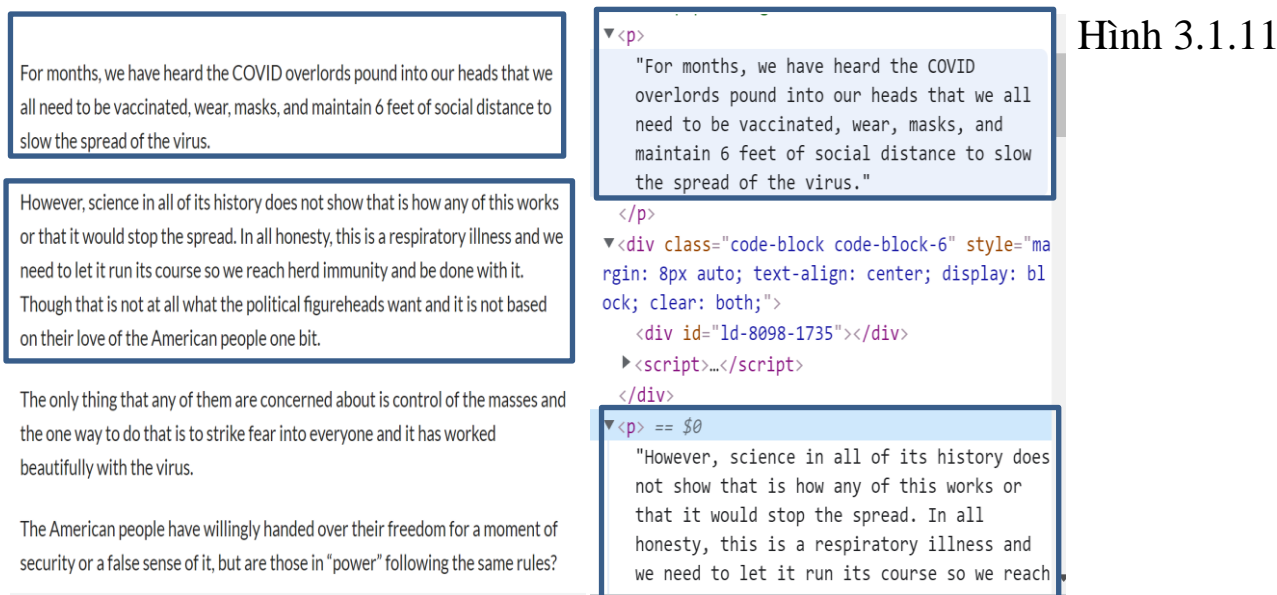 For months, we have heard the COVID overlords pound into our heads that we
all need to be vaccinated, wear, masks, and maintain 6 feet of social distance to
slow the spread of the virus.
However, science in all of its history does not show that is how any of this works
or that it would stop the spread. In all honesty, this is a respiratory illness and we
need to let it run its course so we reach herd immunity and be done with it.
Though that is not at all what the political figureheads want and it is not based
on their love of the American people one bit.
The only thing that any of them are concerned about is control of the masses and
the one way to do that is to strike fear into everyone and it has worked
beautifully with the virus.
The American people have willingly handed over their freedom for a moment of
security or a false sense of it, but are those in “power” following the same rules?
▼<p>
"For months, we have heard the COVID
overlords pound into our heads that we all
need to be vaccinated, wear, masks, and
maintain 6 feet of social distance to slow
the spread of the virus."
</p>
▼<div class="code-block code-block-6" style="ma
rgin: 8px auto; text-align: center; display: bl
ock; clear: both;">
<div id="ld-8098-1735"></div>
▶<script>…</script>
</div>
▼<p> == $0
"However, science in all of its history does
not show that is how any of this works or
that it would stop the spread. In all
honesty, this is a respiratory illness and
we need to let it run its course so we reach
Hình 3.1.11